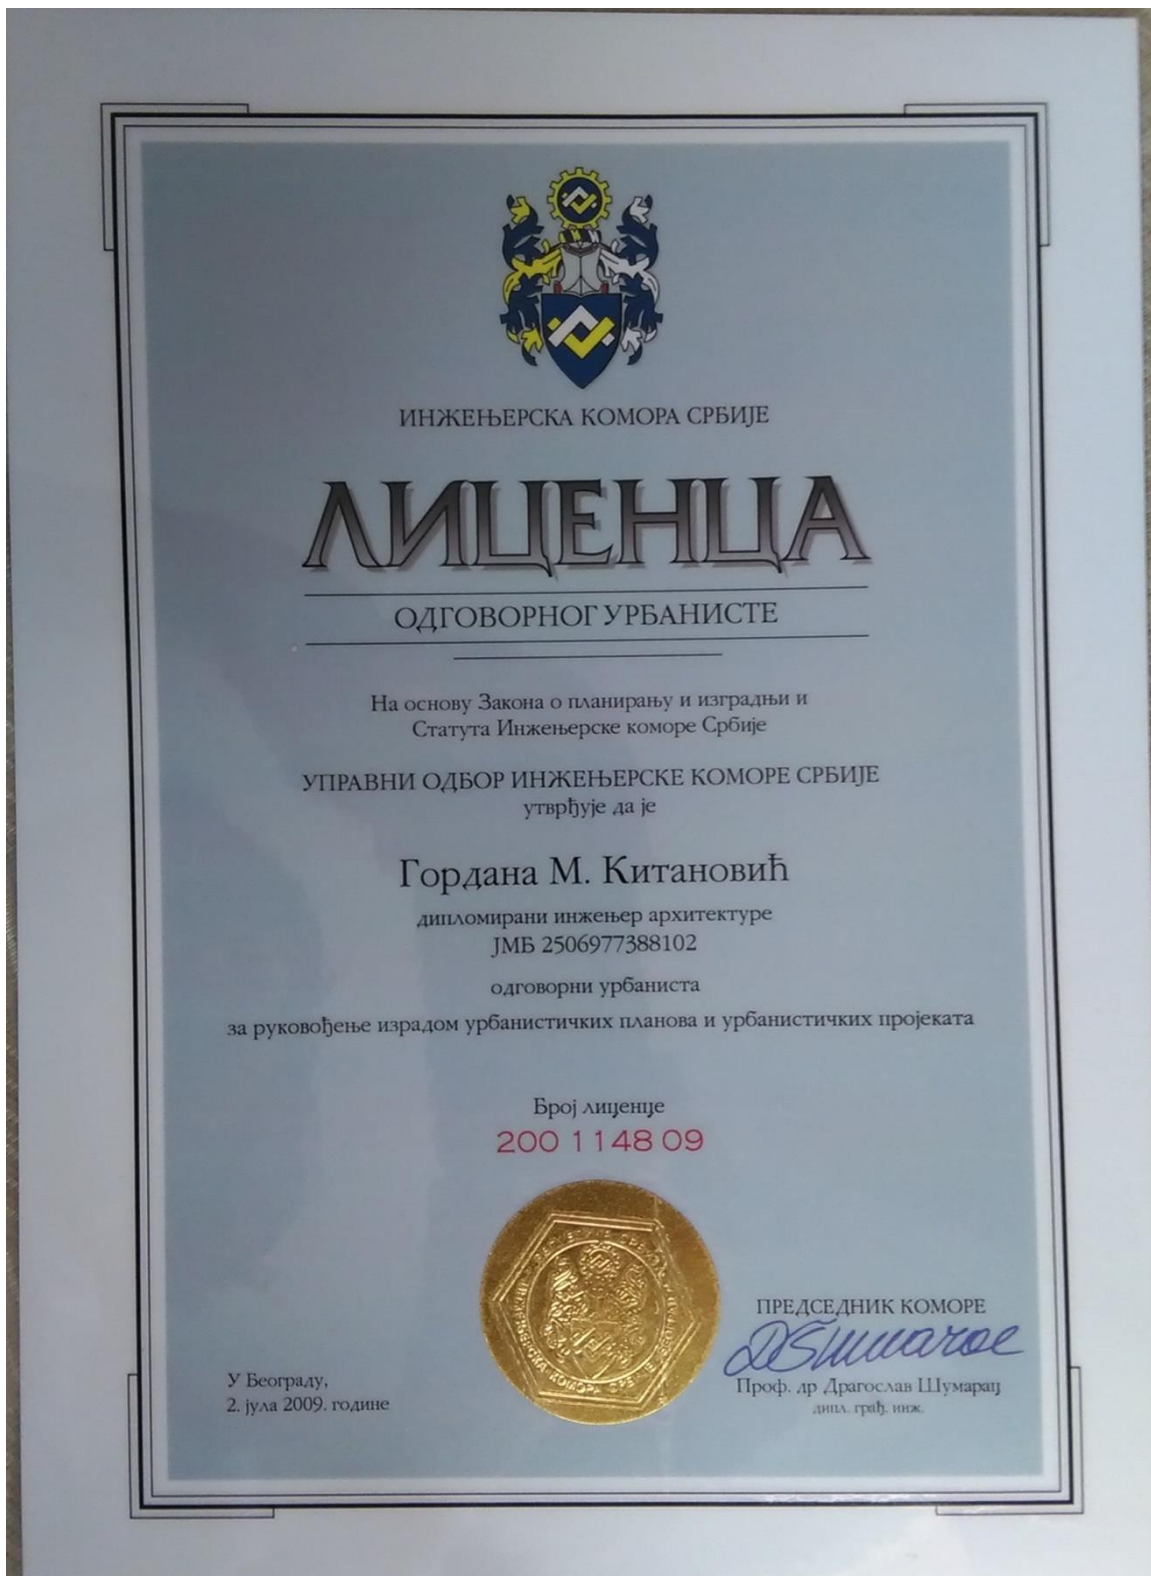 ИНЖЕЊЕРСКА КОМОРА СРБИЈЕ
ЛИЦЕНЦА
ОДГОВОРНОГ УРБАНИСТЕ
На основу Закона о планирању и изградњи и
Статута Инжењерске коморе Србије
УПРАВНИ ОДБОР ИНЖЕЊЕРСКЕ КОМОРЕ СРБИЈЕ
утврђује да је
Гордана М. Китановић
дипломирани инжењер архитектуре
ЈМБ 2506977388102
одговорни урбаниста
за руковођење израдом урбанистичких планова и урбанистичких пројеката
Број лиценце
200 1148 09
ИНЖЕЊЕРСКА КОМОРА СРБИЈЕ
ПРЕДСЕДНИК КОМОРЕ
Проф. др Драгослав Шумарац
дипл. грађ. инж.
У Београду,
2. јула 2009. године